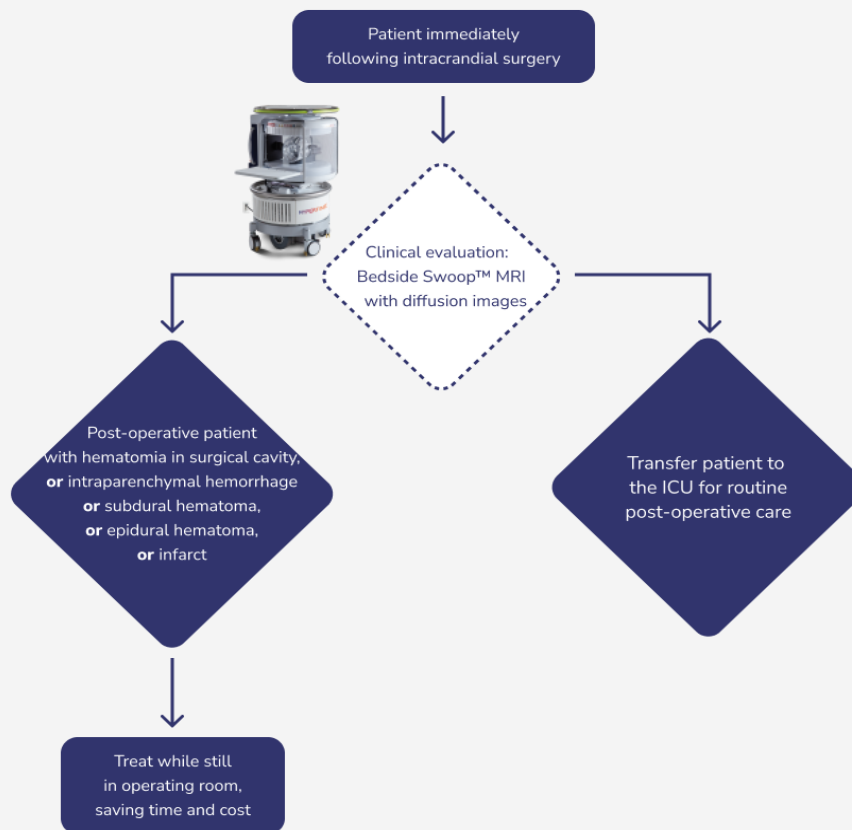 Patient immediately
following intracrandial surgery
Clinical evaluation:
Bedside Swoop™ MRI
with diffusion images
Post-operative patient
with hematomia in surgical cavity,
or intraparenchymal hemorrhage
or subdural hematoma,
or epidural hematoma,
or infarct
Transfer patient to
the ICU for routine
post-operative care
Treat while still
in operating room,
saving time and cost